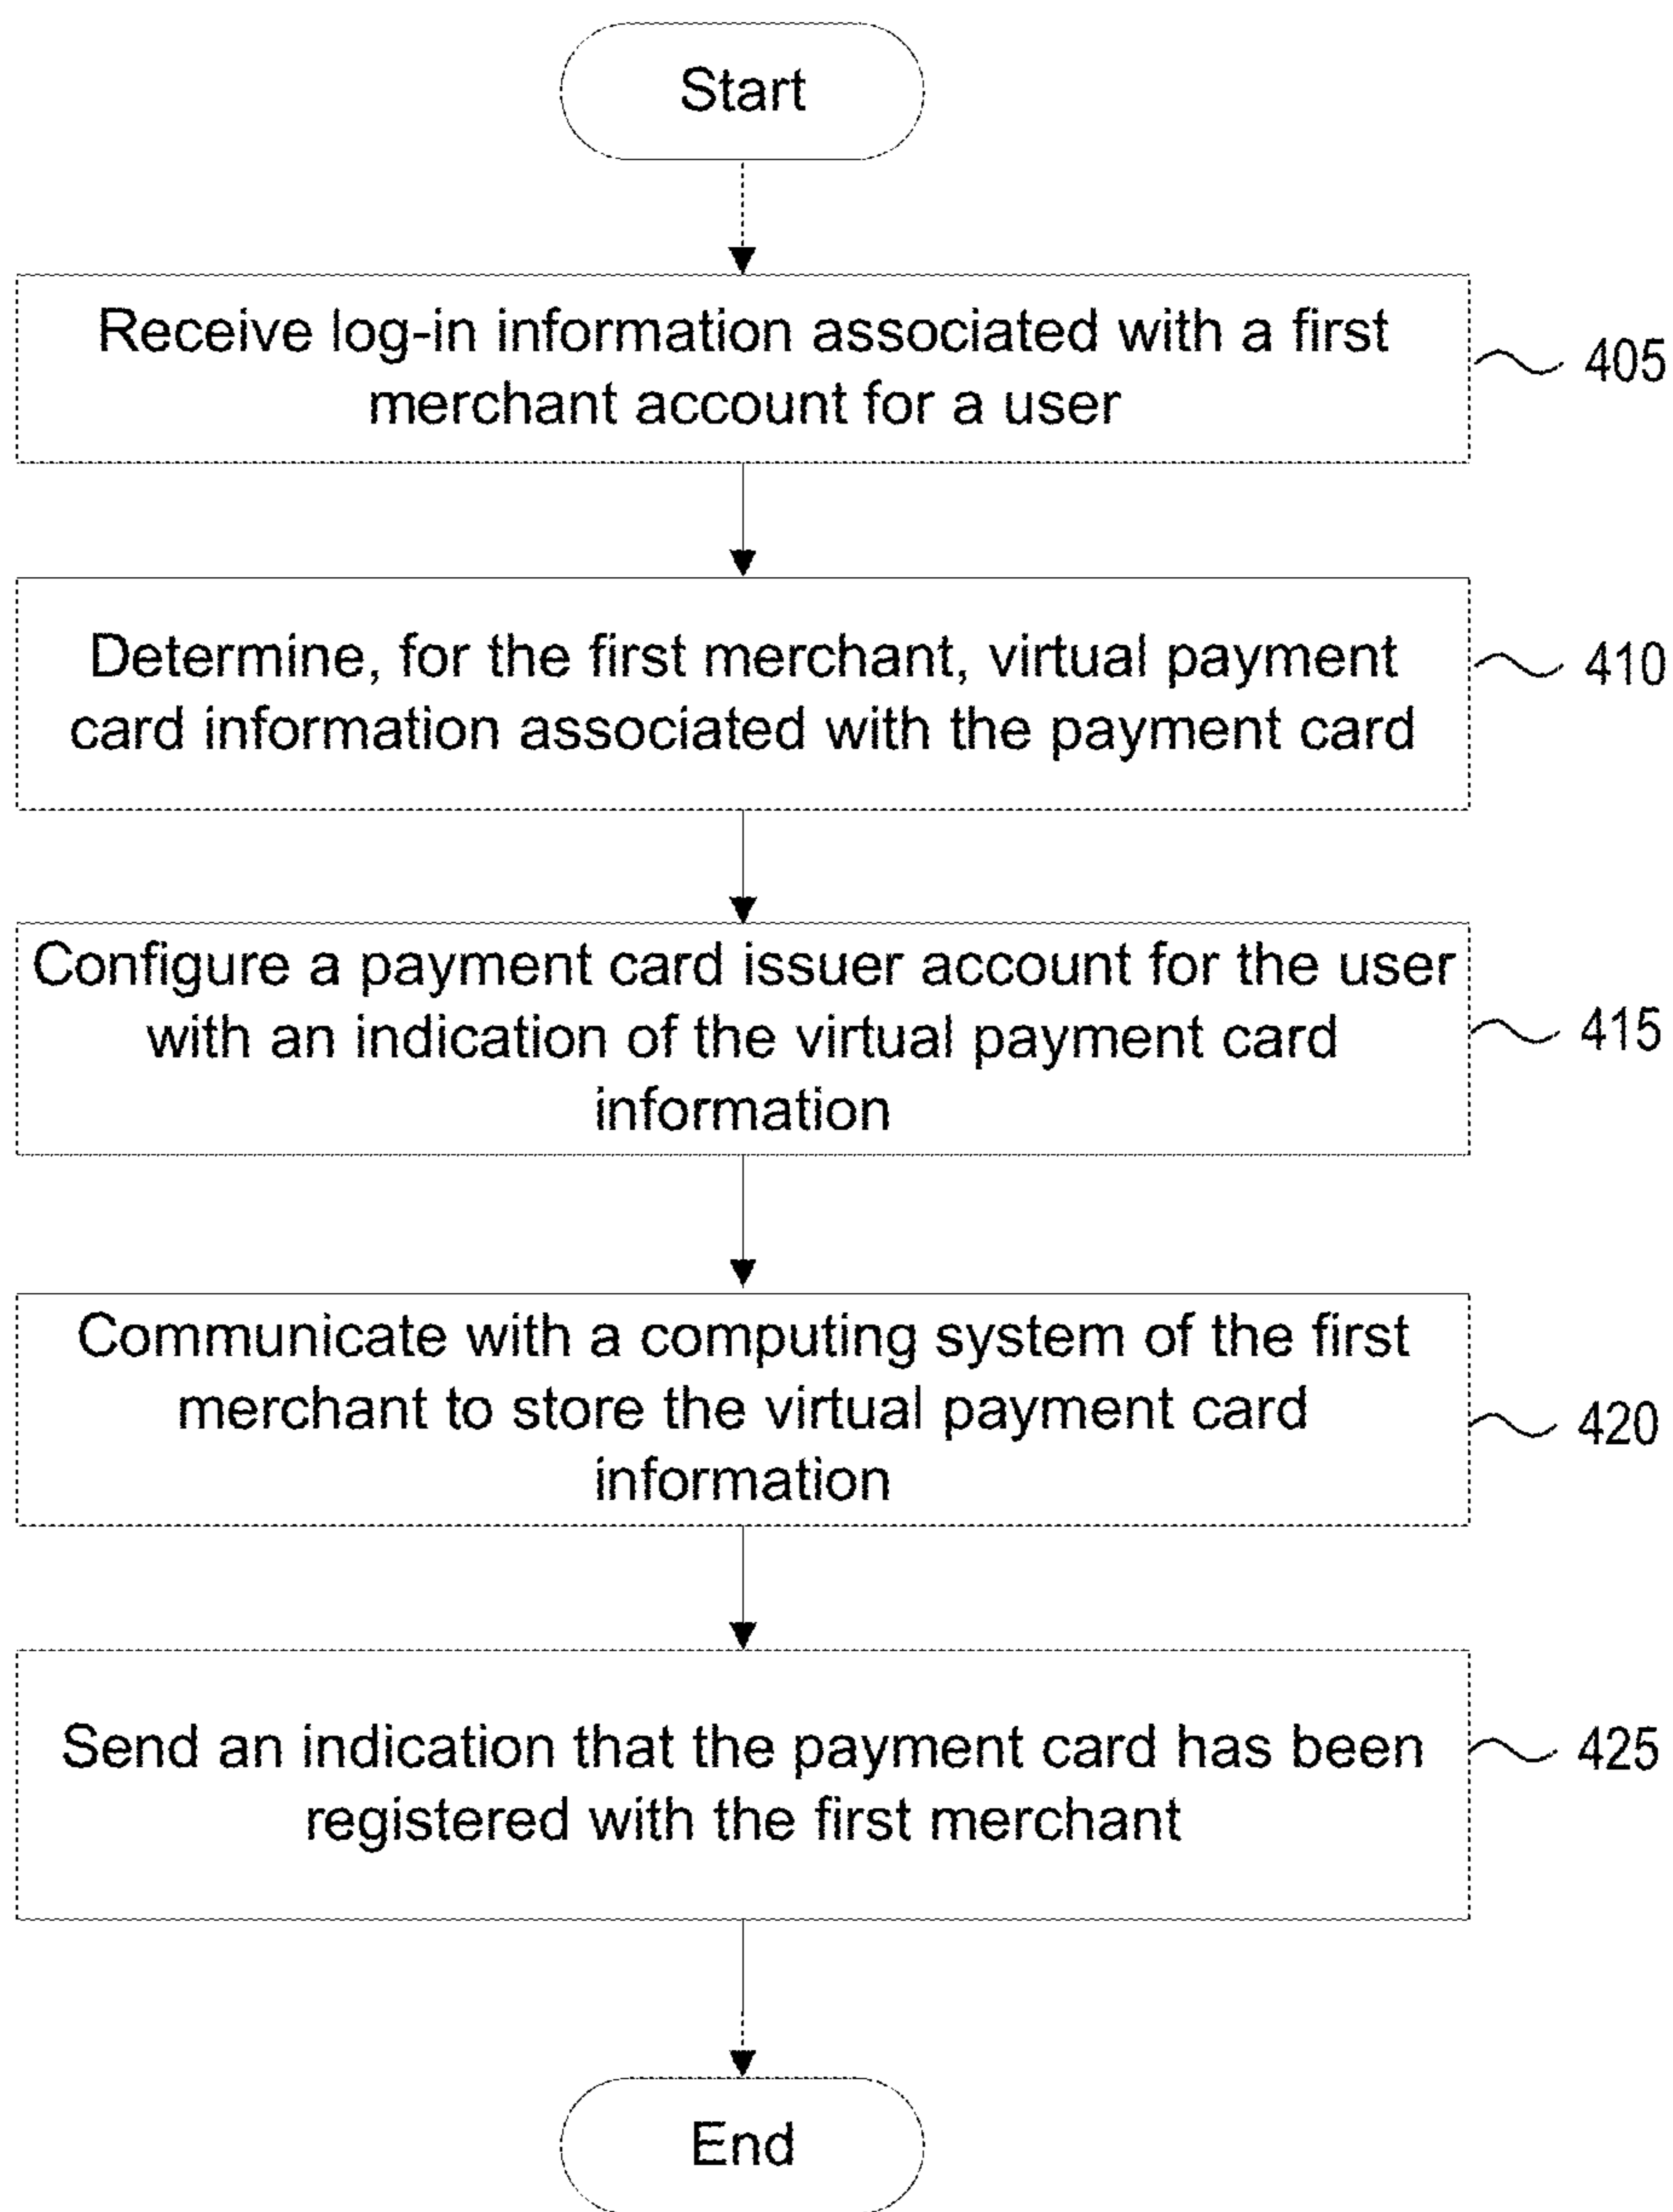 Start
Receive log-in information associated with a first
merchant account for a user
405
Determine, for the first merchant, virtual payment
card information associated with the payment card
410
Configure a payment card issuer account for the user
with an indication of the virtual payment card
information
415
Communicate with a computing system of the first
merchant to store the virtual payment card
information
420
Send an indication that the payment card has been
registered with the first merchant
425
End